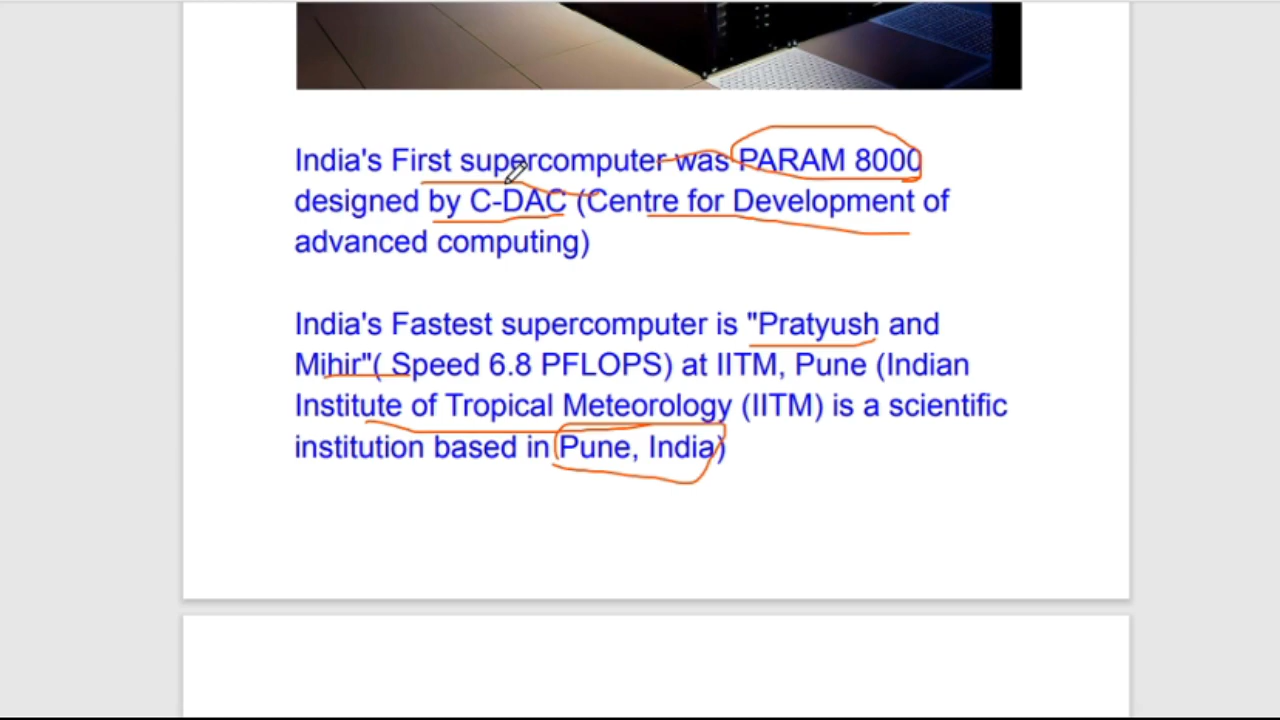 India's First supercomputer was PARAM 8000
designed by C-DAC (Centre for Development of
advanced computing)
India's Fastest supercomputer is "Pratyush and
Mihir"( Speed 6.8 PFLOPS) at IITM, Pune (Indian
Institute of Tropical Meteorology (IITM) is a scientific
institution based in Pune, India)